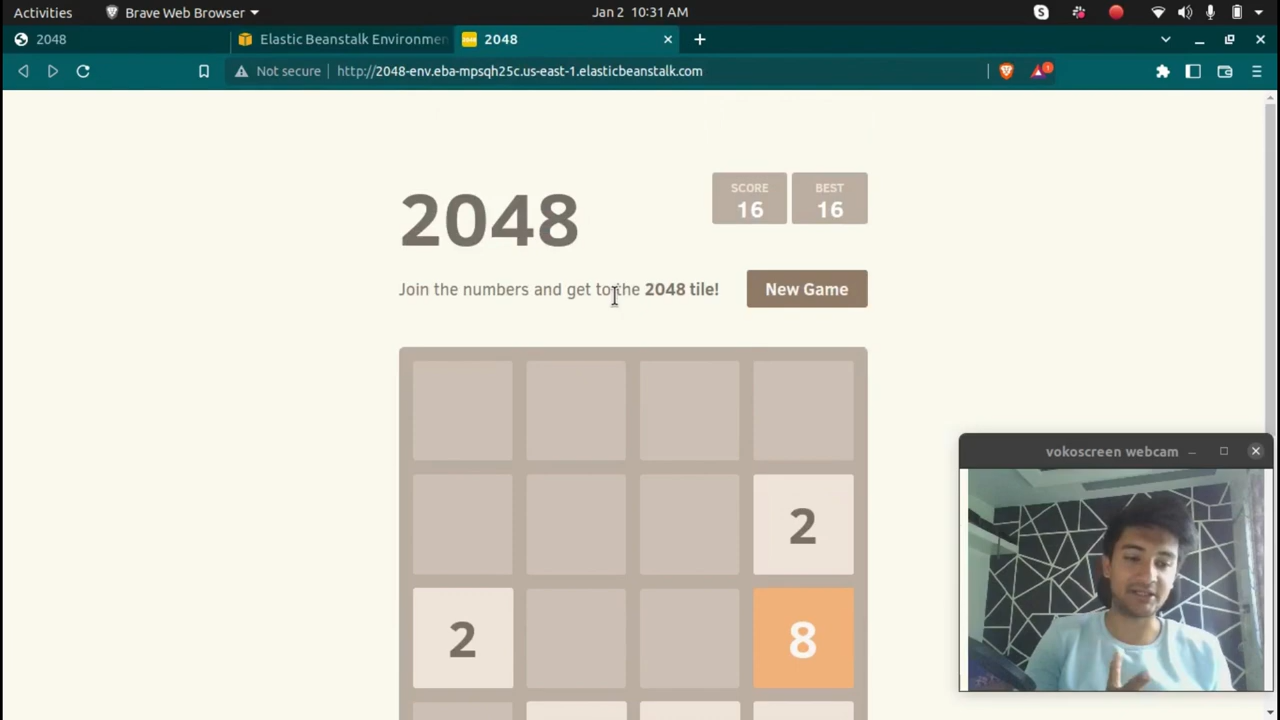 Activities
Brave Web Browser
Jan 2 10:31 AM
2048
Elastic Beanstalk Environmen
2048
Not secure
http://2048-env.eba-mpsqh25c.us-east-1.elasticbeanstalk.com
1
2048
SCORE
16
BEST
16
Join the numbers and get to the 2048 tile!
New Game
2
2
8
vokoscreen webcam